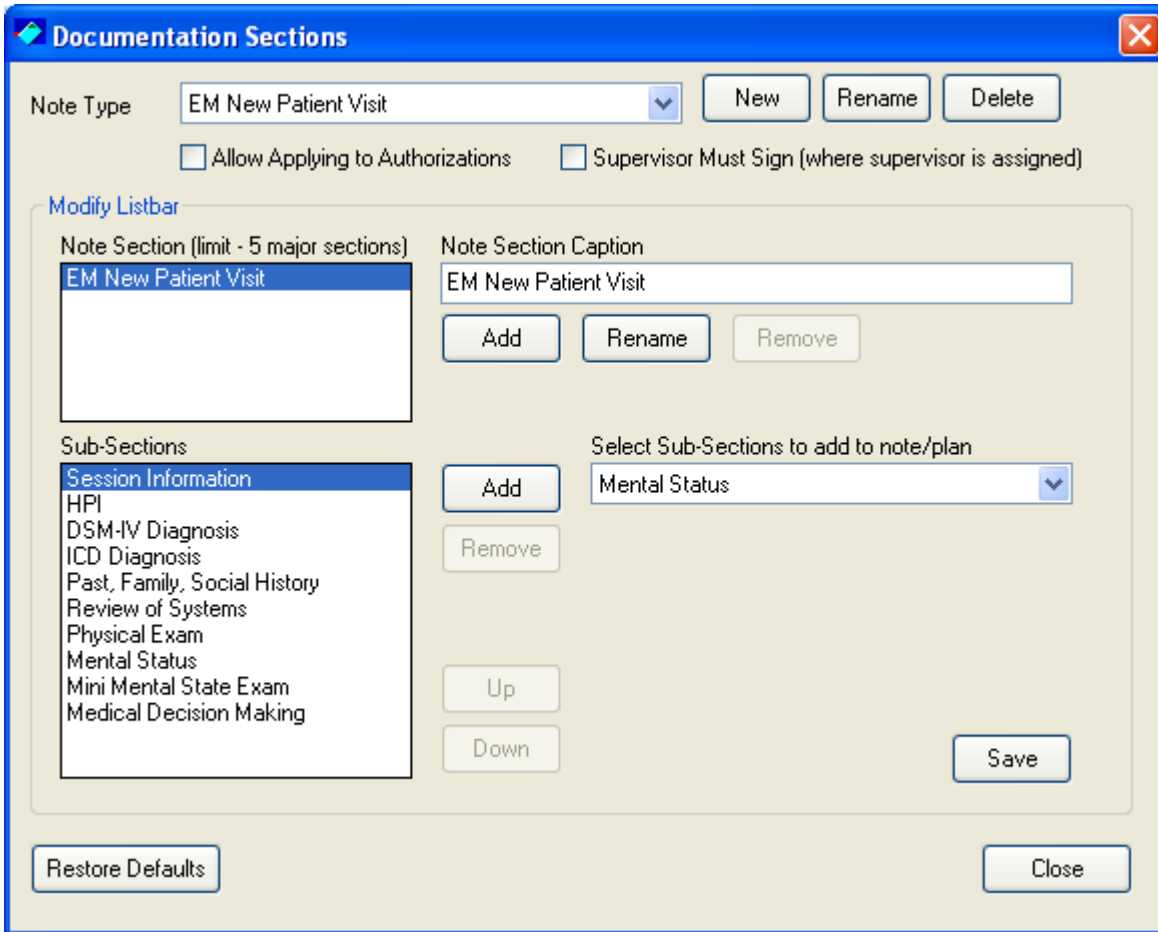 Documentation Sections
Note Type
EM New Patient Visit
New
Rename
Delete
Allow Applying to Authorizations
Supervisor Must Sign (where supervisor is assigned)
Modify Listbar
Note Section (limit - 5 major sections)
EM New Patient Visit
Note Section Caption
EM New Patient Visit
Add
Rename
Remove
Sub-Sections
Session Information
HPI
DSM-IV Diagnosis
ICD Diagnosis
Past, Family, Social History
Review of Systems
Physical Exam
Mental Status
Mini Mental State Exam
Medical Decision Making
Add
Remove
Up
Down
Select Sub-Sections to add to note/plan
Mental Status
Save
Restore Defaults
Close